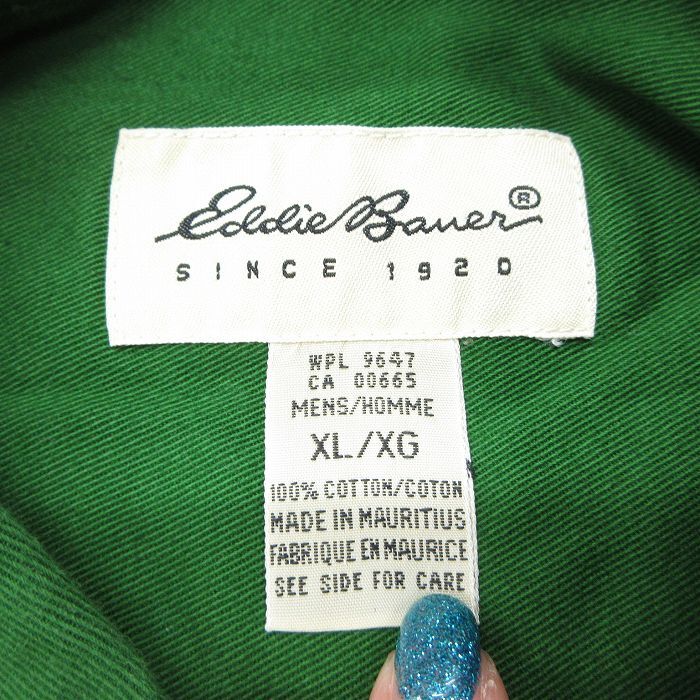 Eddie Bauer®
SINCE 1920
WPL 9647
CA 00665
MENS/HOMME
XL/XG
100% COTTON/COTON
MADE IN MAURITIUS
FABRIQUE EN MAURICE
SEE SIDE FOR CARE